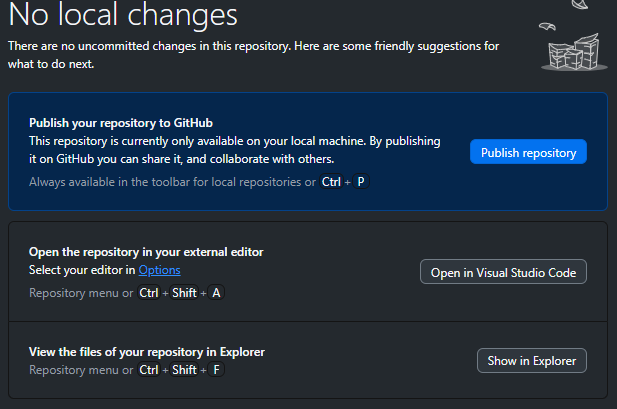 No local changes
There are no uncommitted changes in this repository. Here are some friendly suggestions for
what to do next.
Publish your repository to GitHub
This repository is currently only available on your local machine. By publishing
it on GitHub you can share it, and collaborate with others.
Always available in the toolbar for local repositories or Ctrl + P
Publish repository
Open the repository in your external editor
Select your editor in Options
Repository menu or Ctrl + Shift + A
Open in Visual Studio Code
View the files of your repository in Explorer
Repository menu or Ctrl + Shift + F
Show in Explorer